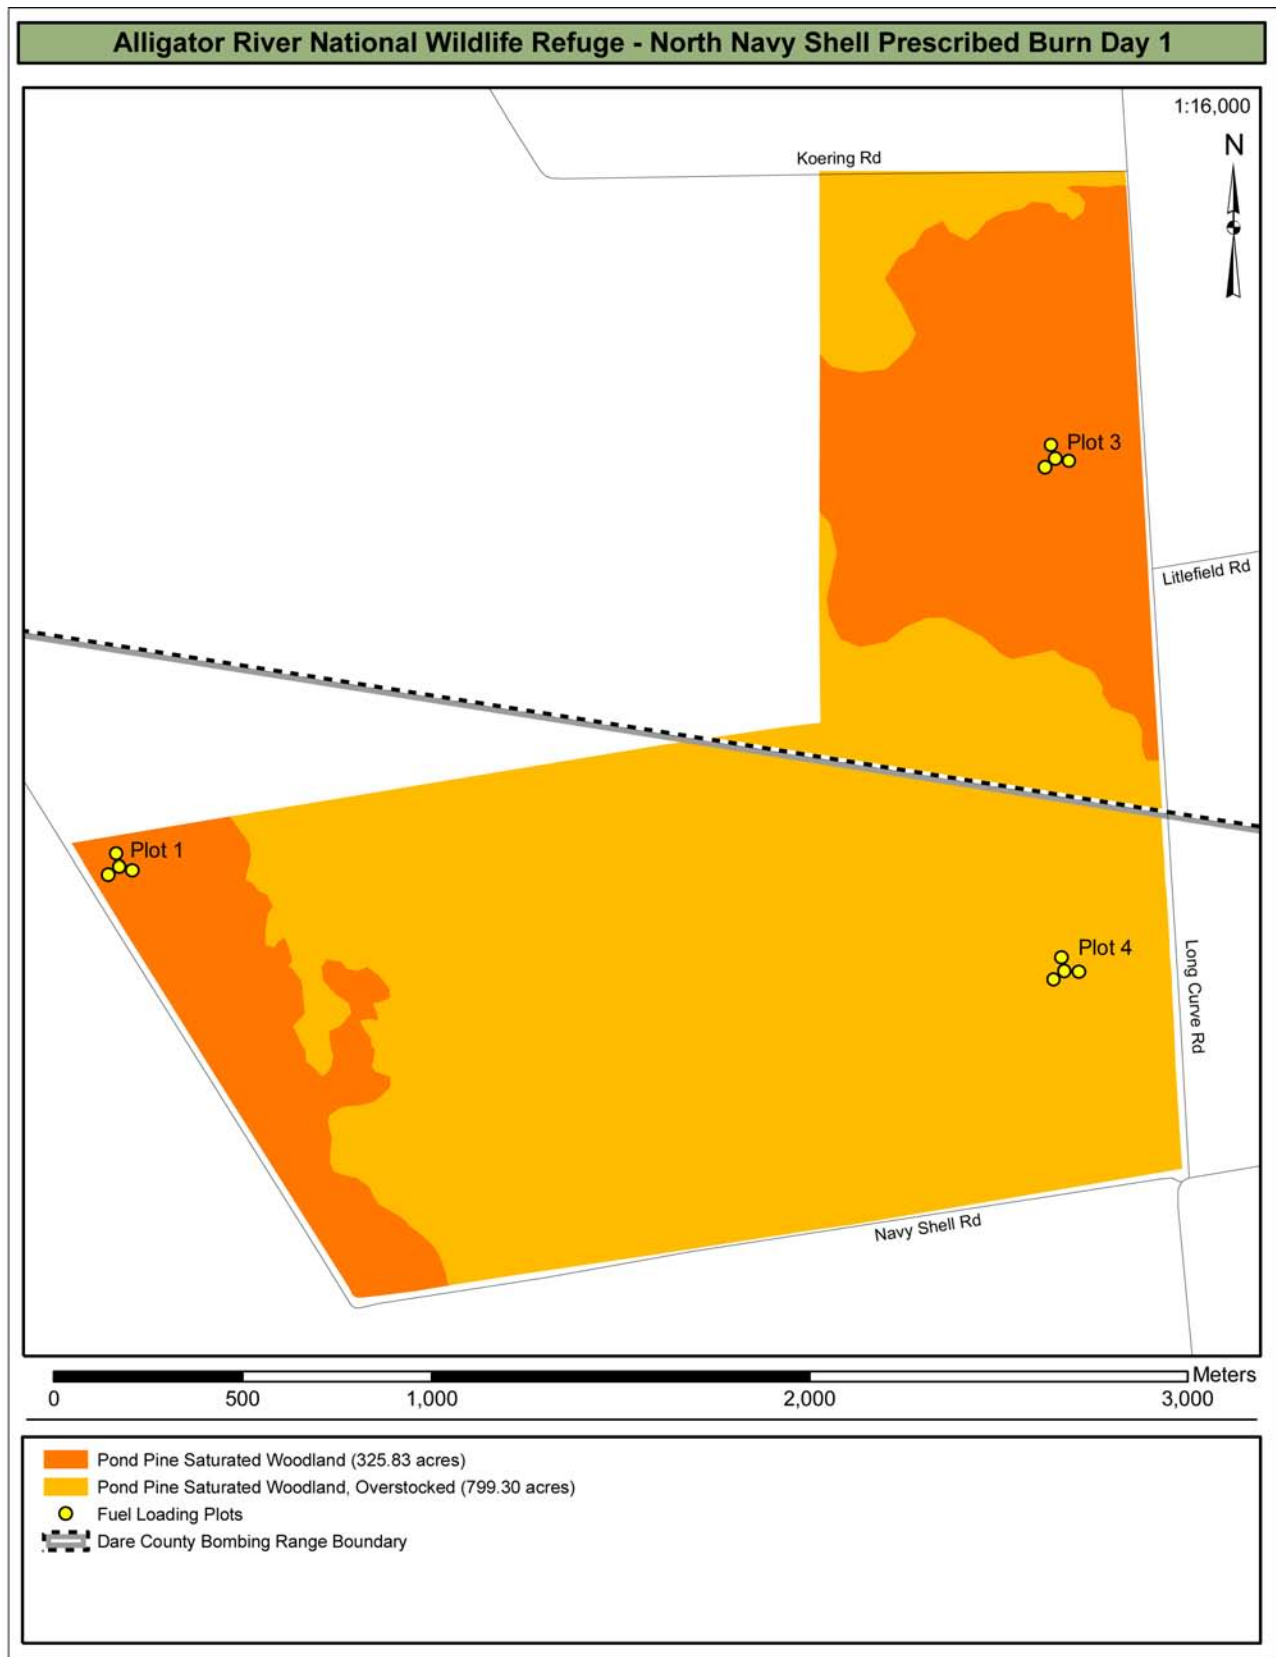 Alligator River National Wildlife Refuge - North Navy Shell Prescribed Burn Day 1
1:16,000
N
Koering Rd
Plot 3
Litlefield Rd
Plot 1
Plot 4
Long Curve Rd
Navy Shell Rd
Meters
0 500 1,000 2,000 3,000
Pond Pine Saturated Woodland (325.83 acres)
Pond Pine Saturated Woodland, Overstocked (799.30 acres)
Fuel Loading Plots
Dare County Bombing Range Boundary